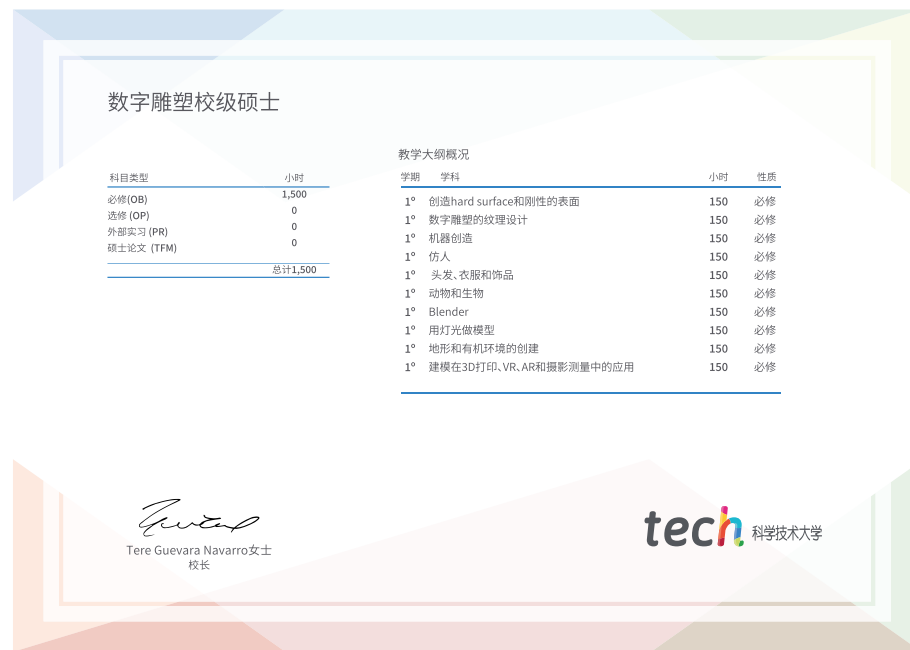 数字雕塑校级硕士
科目类型 小时
必修(OB) 1,500
选修 (OP) 0
外部实习 (PR) 0
硕士论文 (TFM) 0
总计1,500
教学大纲概况
学期 学科 小时 性质
1º 创造hard surface和刚性的表面 150 必修
1º 数字雕塑的纹理设计 150 必修
1º 机器创造 150 必修
1º 仿人 150 必修
1º 头发、衣服和饰品 150 必修
1º 动物和生物 150 必修
1º Blender 150 必修
1º 用灯光做模型 150 必修
1º 地形和有机环境的创建 150 必修
1º 建模在3D打印、VR、AR和摄影测量中的应用 150 必修
Tere Guevara Navarro女士
校长
tech 科学技术大学